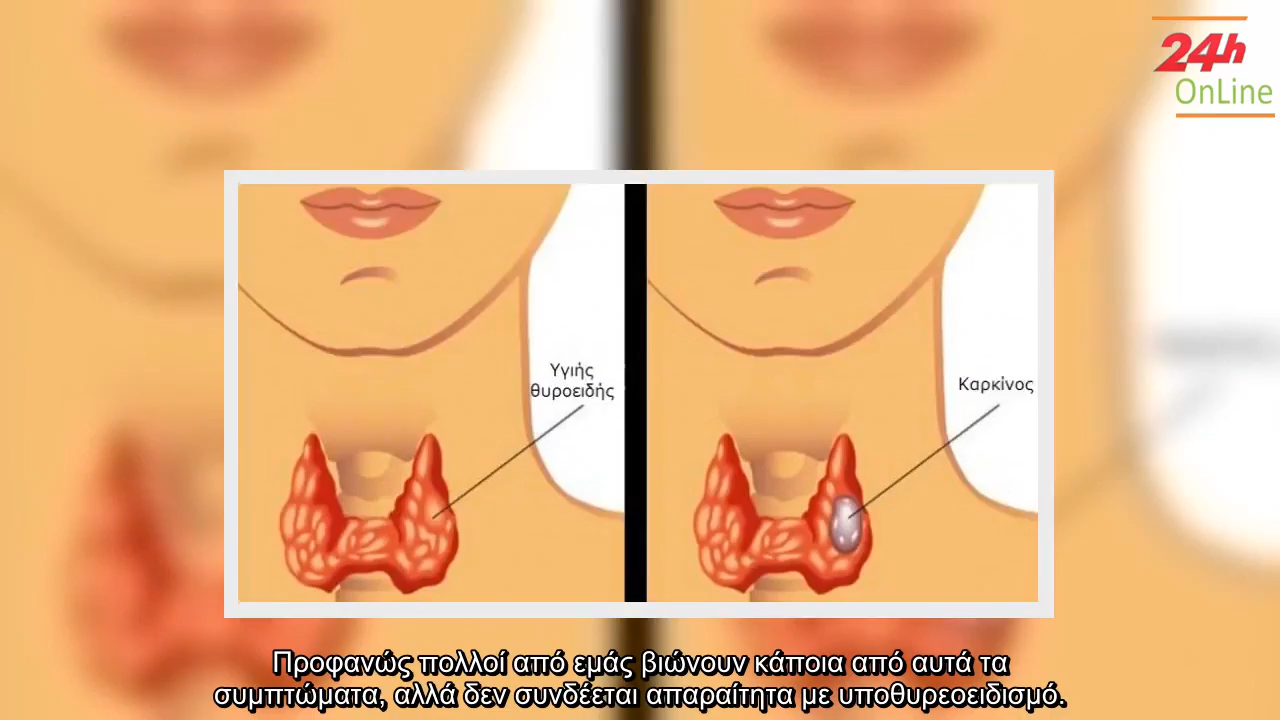 24h
OnLine
Υγιής
θυροειδής
Καρκίνος
Προφανώς πολλοί από εμάς βιώνουν κάποια από αυτά τα
συμπτώματα, αλλά δεν συνδέεται απαραίτητα με υποθυρεοειδισμό.